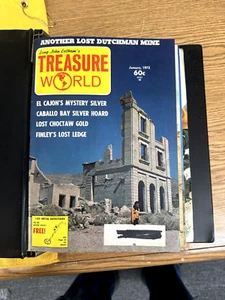 ANOTHER LOST DUTCHMAN MINE
Long John Latham's
TREASURE
WORLD
January, 1973
60c
EL CAJON'S MYSTERY SILVER
CABALLO BAY SILVER HOARD
LOST CHOCTAW GOLD
FINLEY'S LOST LEDGE
FREE!